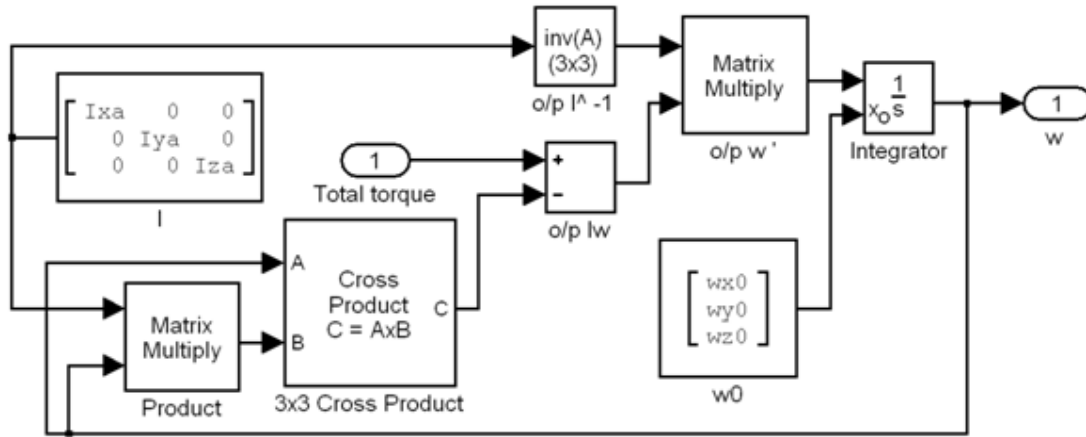 inv(A)
(3x3)
o/p I^ -1
Matrix
Multiply
o/p w '
1
s
xo
Integrator
1
w
Ixa 0 0
0 Iya 0
0 0 Iza
I
1
Total torque
+
−
o/p Iw
A
B
Cross
Product
C = AxB
C
3x3 Cross Product
Matrix
Multiply
Product
wx0
wy0
wz0
w0